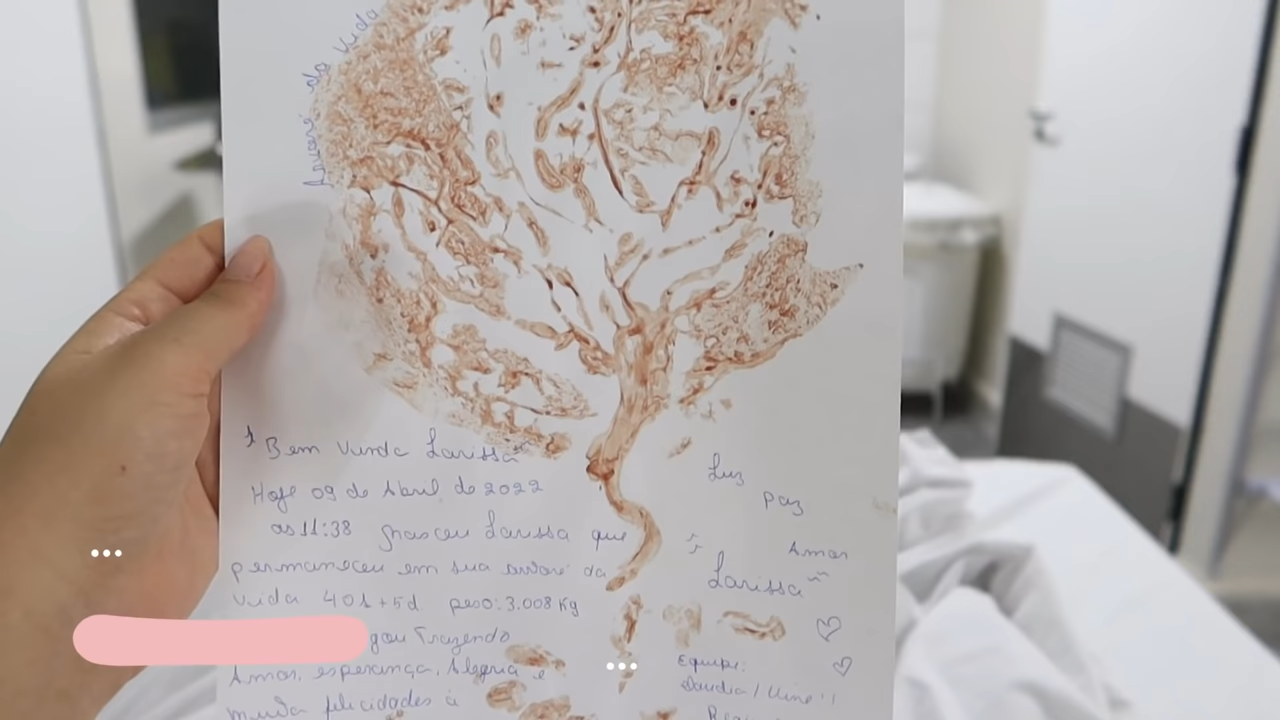 Arvoré da Vida
Bem Vinda Larissa
Hoje 09 de Abril de 2022
as 11:38 nasceu Larissa que
permaneceu em sua arvoré da
vida 40s+5d peso: 3.008 Kg
gou Trazendo
Amor, esperança, Alegria e
muita felicidades à
Luz
paz
Amor
Larissa
Equipe: